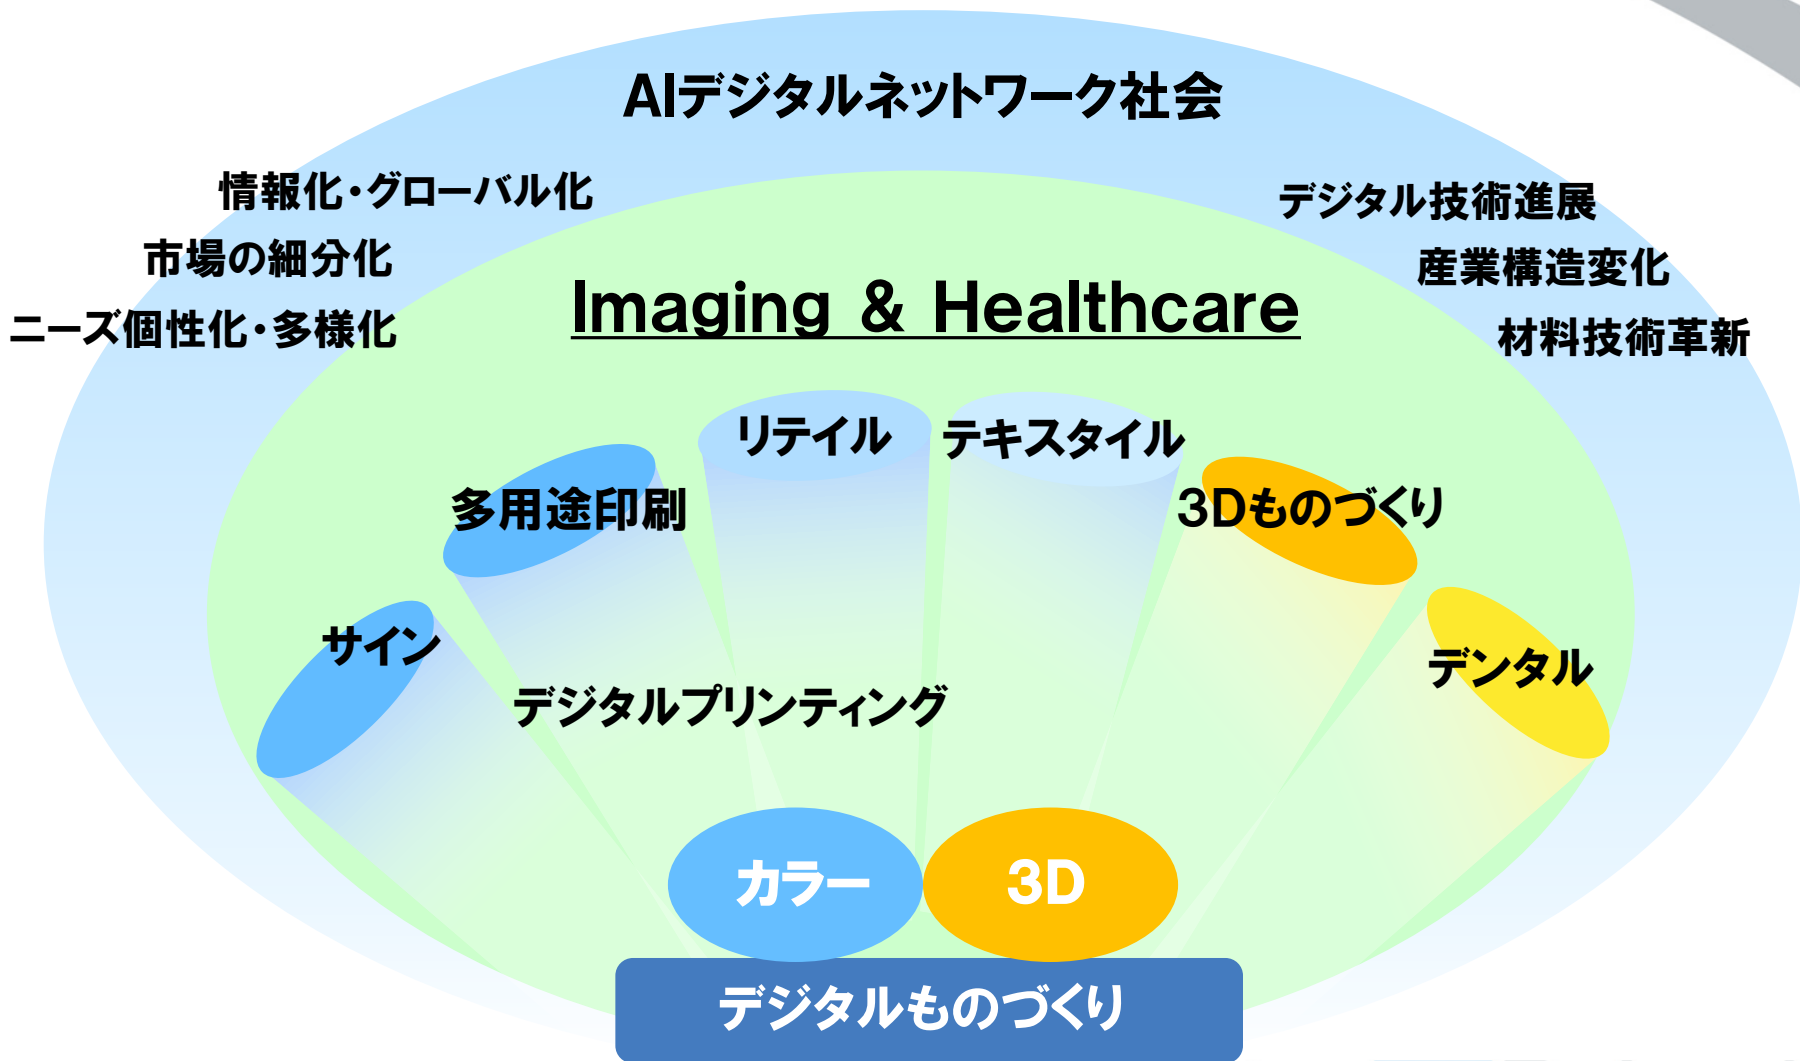 AIデジタルネットワーク社会
情報化・グローバル化
市場の細分化
ニーズ個性化・多様化
デジタル技術進展
産業構造変化
材料技術革新
Imaging & Healthcare
サイン
多用途印刷
リテイル
テキスタイル
3Dものづくり
デンタル
デジタルプリンティング
カラー
3D
デジタルものづくり